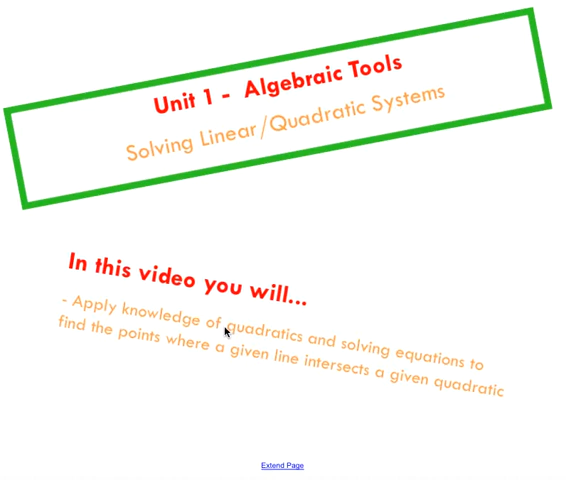 Unit 1 - Algebraic Tools
Solving Linear/Quadratic Systems
In this video you will...
- Apply knowledge of quadratics and solving equations to
find the points where a given line intersects a given quadratic
Extend Page